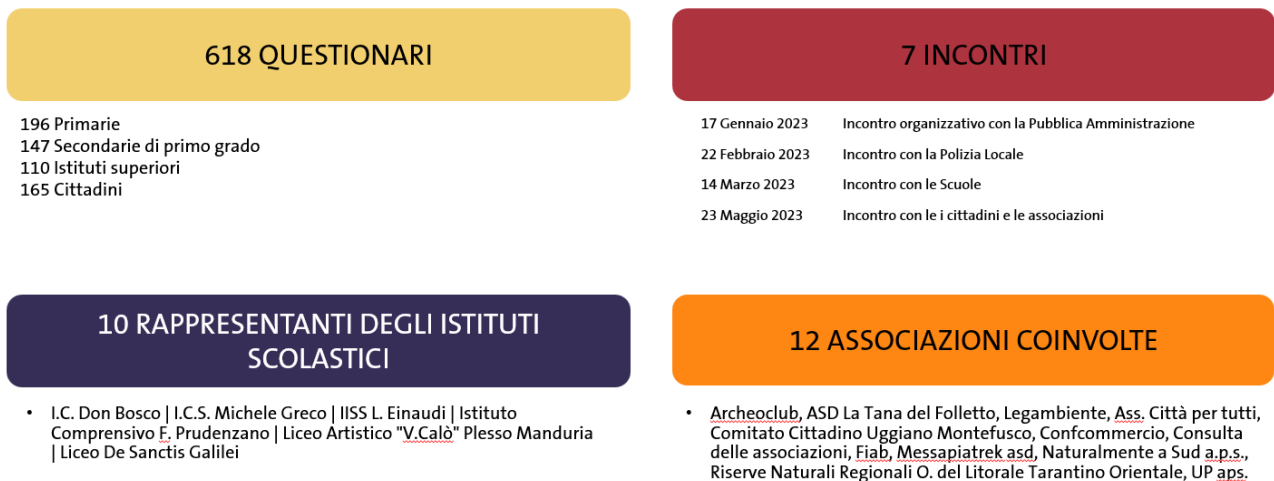 618 QUESTIONARI
196 Primarie
147 Secondarie di primo grado
110 Istituti superiori
165 Cittadini
7 INCONTRI
17 Gennaio 2023 Incontro organizzativo con la Pubblica Amministrazione
22 Febbraio 2023 Incontro con la Polizia Locale
14 Marzo 2023 Incontro con le Scuole
23 Maggio 2023 Incontro con le i cittadini e le associazioni
10 RAPPRESENTANTI DEGLI ISTITUTI
SCOLASTICI
• I.C. Don Bosco | I.C.S. Michele Greco | IISS L. Einaudi | Istituto
Comprensivo F. Prudenzano | Liceo Artistico "V.Calò" Plesso Manduria
| Liceo De Sanctis Galilei
12 ASSOCIAZIONI COINVOLTE
• Archeoclub, ASD La Tana del Folletto, Legambiente, Ass. Città per tutti,
Comitato Cittadino Uggiano Montefusco, Confcommercio, Consulta
delle associazioni, Fiab, Messapiatrek asd, Naturalmente a Sud a.p.s.,
Riserve Naturali Regionali O. del Litorale Tarantino Orientale, UP aps.